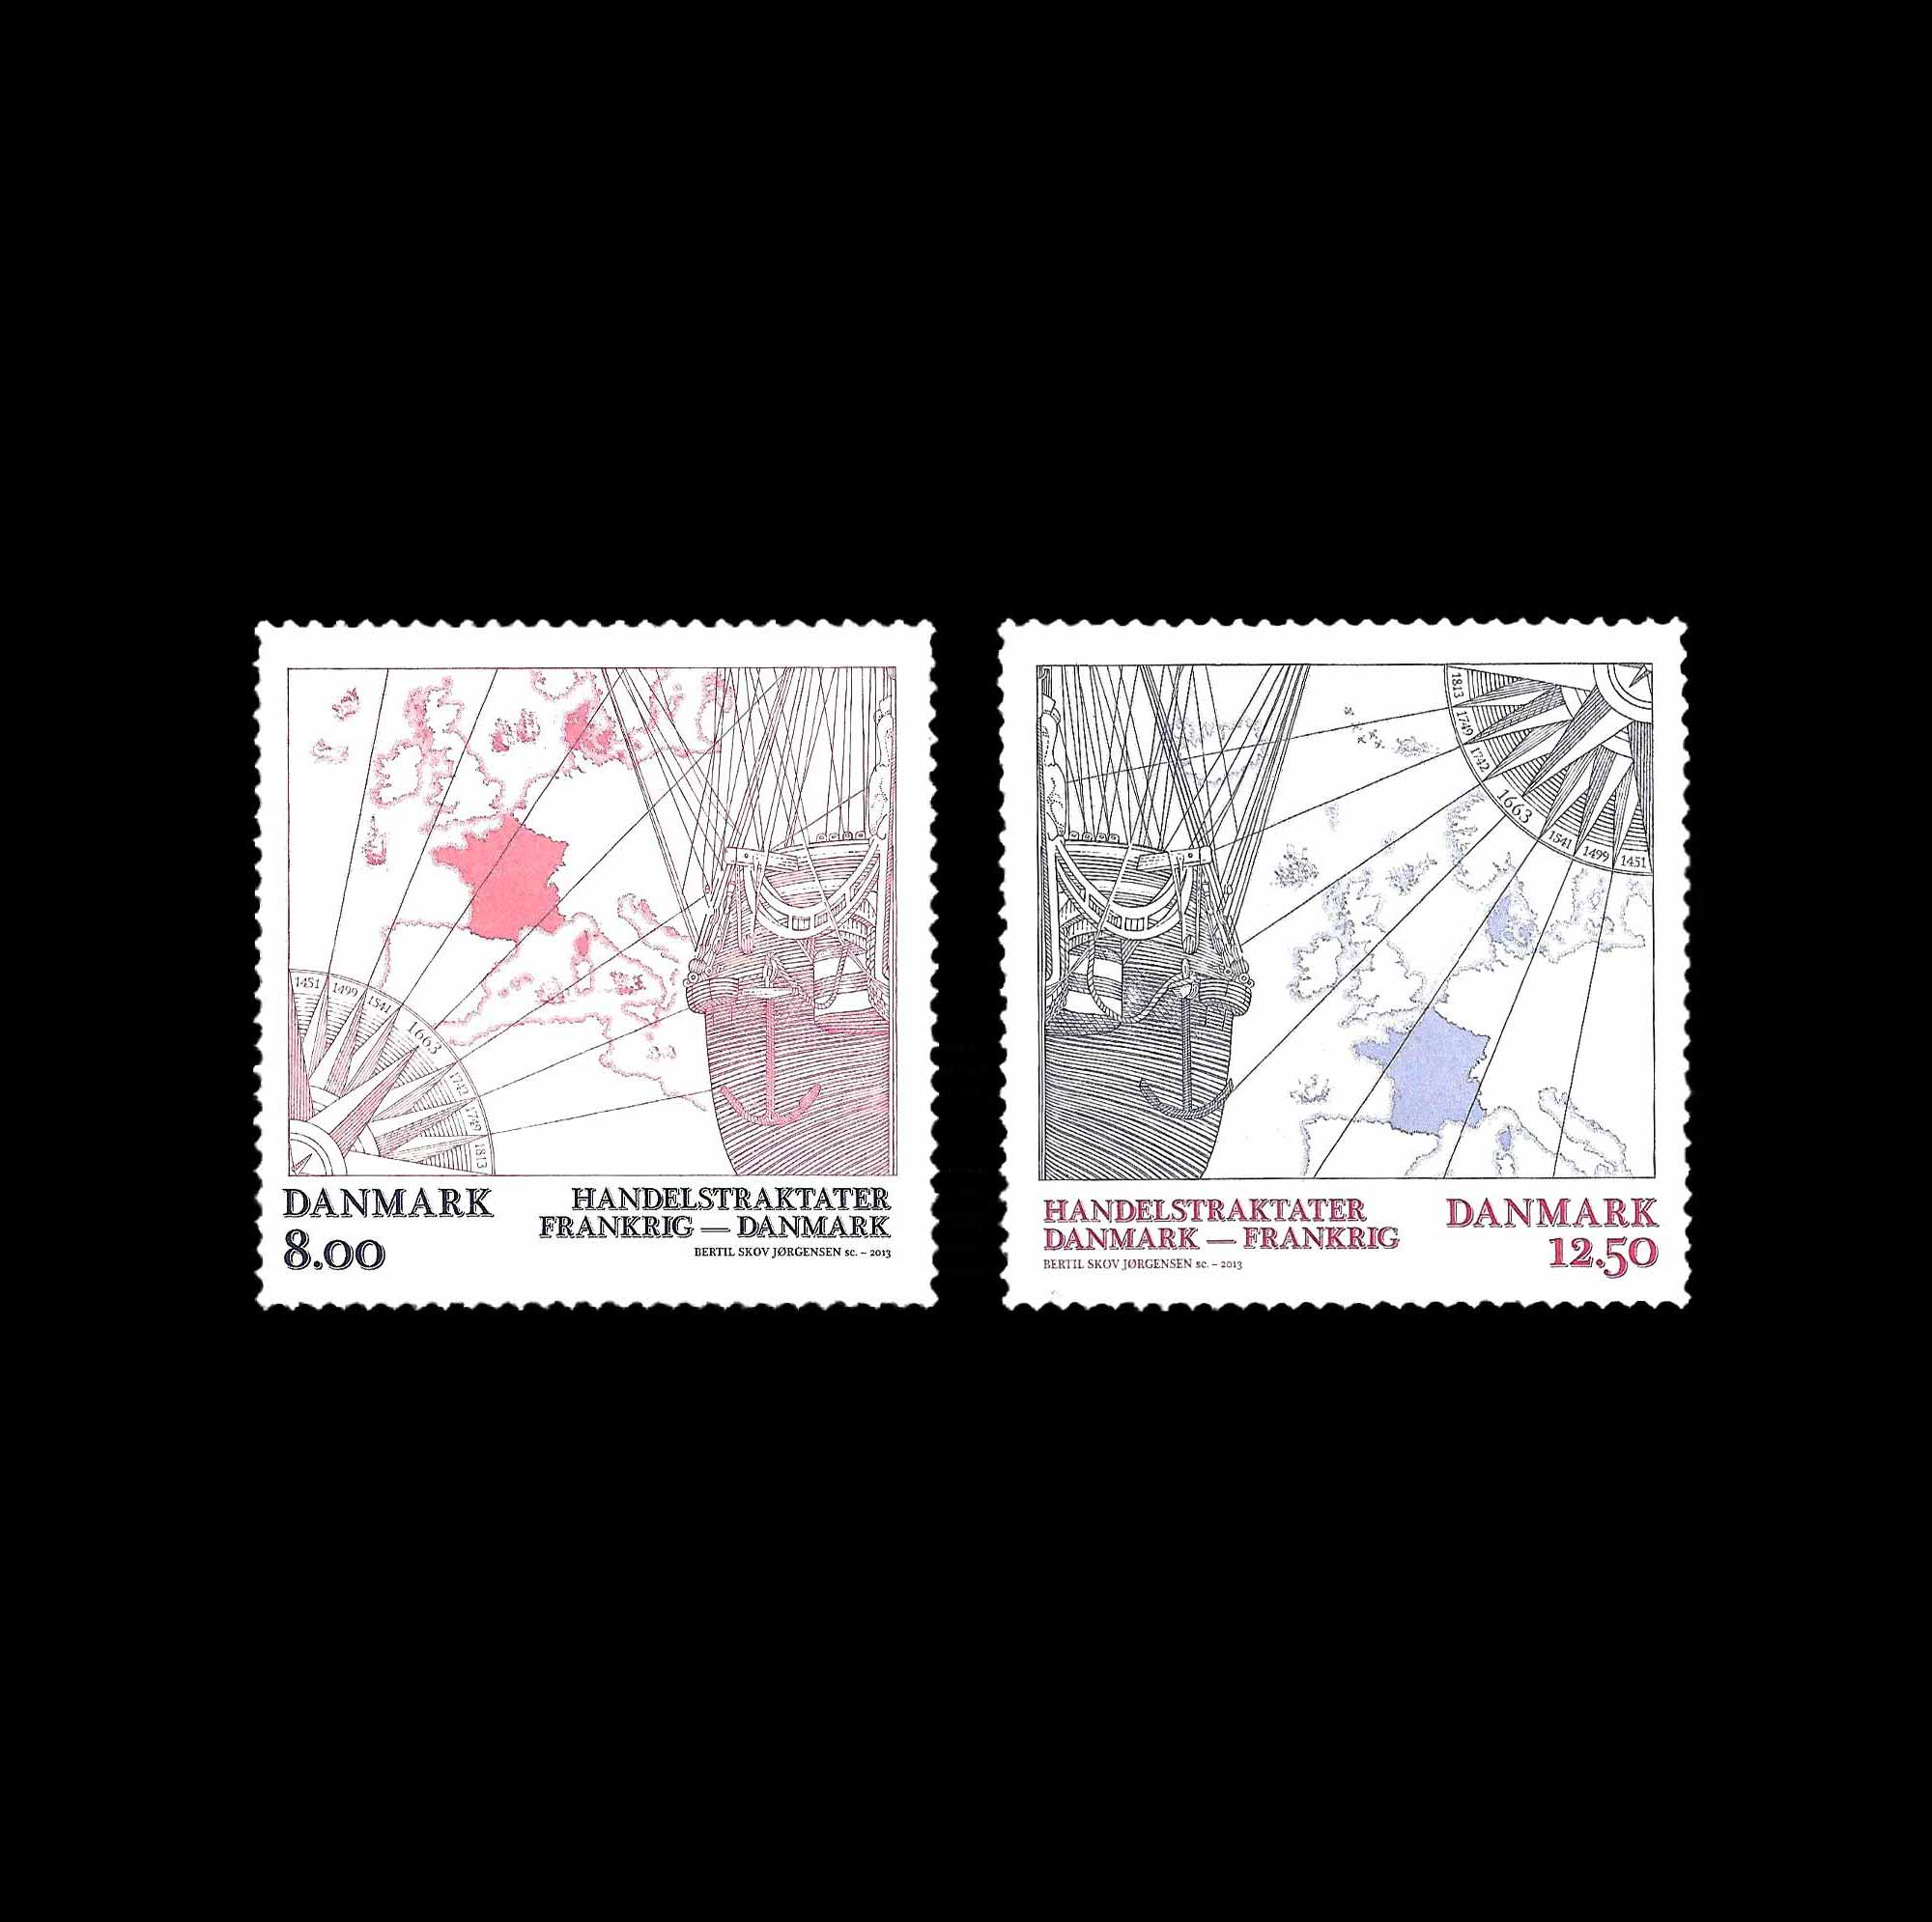 1451
1499
1541
1663
1742
1749
1813
DANMARK
8.00
HANDELSTRAKTATER
FRANKRIG — DANMARK
BERTIL SKOV JØRGENSEN sc. – 2013
1813
1749
1742
1663
1541
1499
1451
HANDELSTRAKTATER
DANMARK — FRANKRIG
BERTIL SKOV JØRGENSEN sc. – 2013
DANMARK
12.50